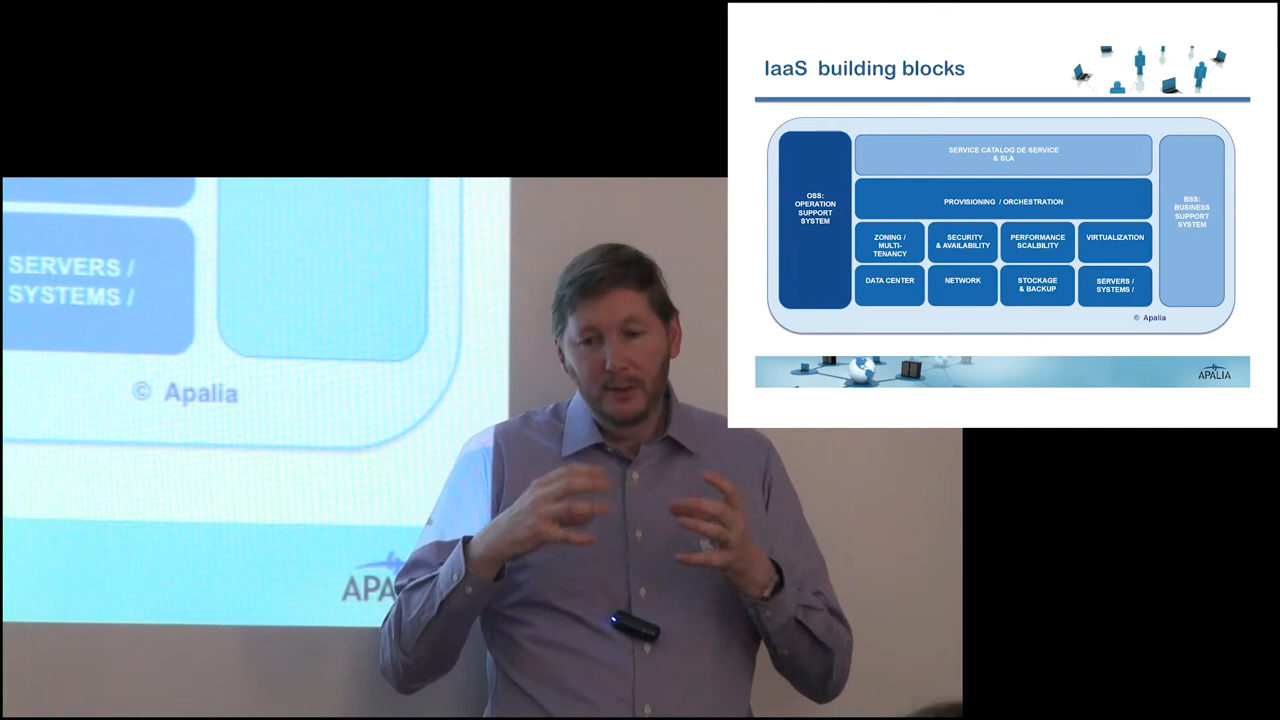 IaaS building blocks
OSS:
OPERATION
SUPPORT
SYSTEM
SERVICE CATALOG DE SERVICE
& SLA
PROVISIONING / ORCHESTRATION
ZONING /
MULTI-
TENANCY
SECURITY
& AVAILABILITY
PERFORMANCE
SCALBILITY
VIRTUALIZATION
DATA CENTER
NETWORK
STOCKAGE
& BACKUP
SERVERS /
SYSTEMS /
BSS:
BUSINESS
SUPPORT
SYSTEM
© Apalia
APALIA
SERVERS /
SYSTEMS /
© Apalia
APA